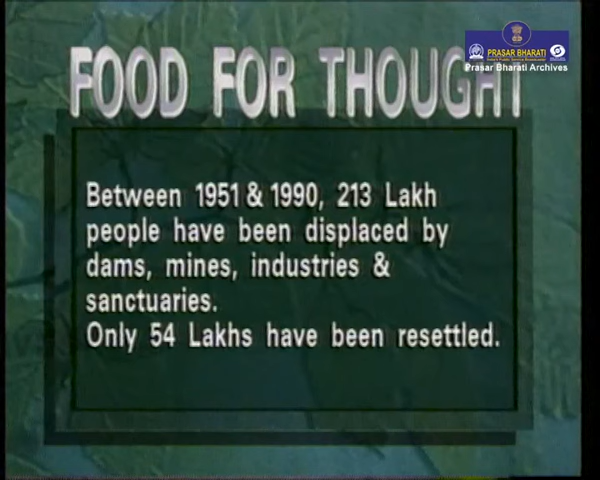 PRASAR BHARATI
Prasar Bharati Archives
FOOD FOR THOUGHT
Between 1951 & 1990, 213 Lakh
people have been displaced by
dams, mines, industries &
sanctuaries.
Only 54 Lakhs have been resettled.